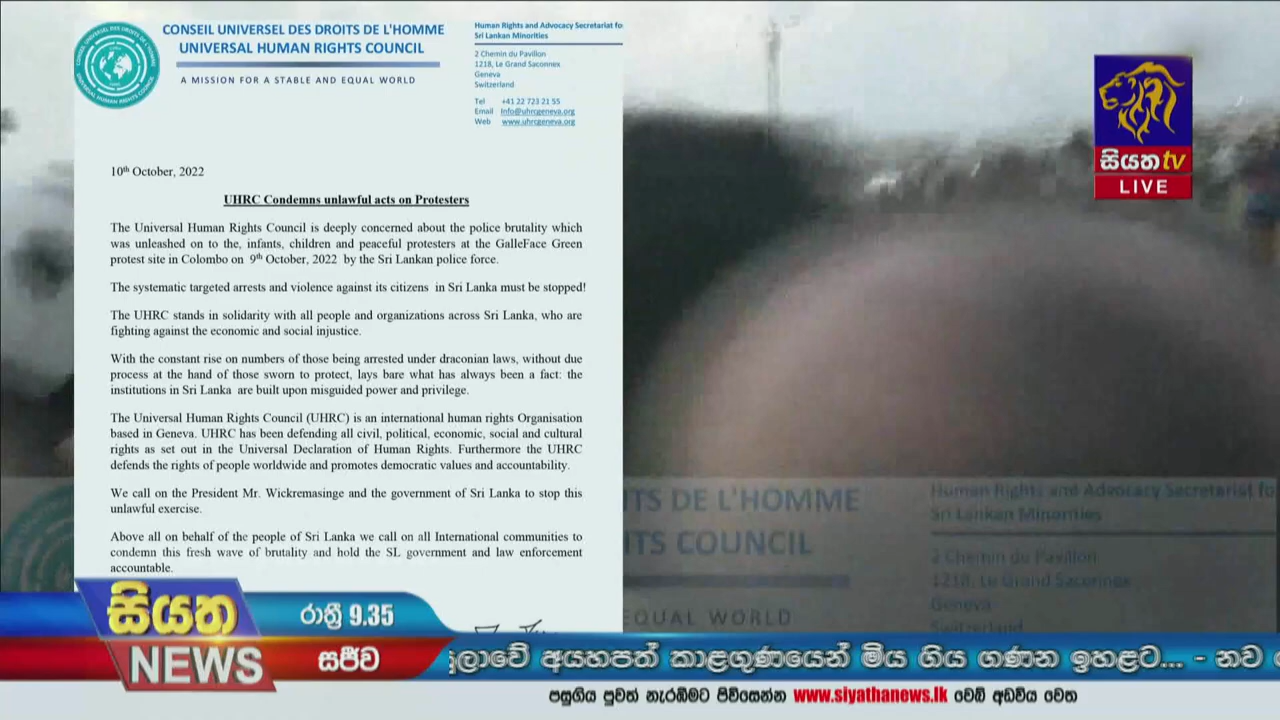 CONSEIL UNIVERSEL DES DROITS DE L'HOMME
UNIVERSAL HUMAN RIGHTS COUNCIL
A MISSION FOR A STABLE AND EQUAL WORLD
Human Rights and Advocacy Secretariat fo
Sri Lankan Minorities
2 Chemin du Pavillon
1218, Le Grand Saconnex
Geneva
Switzerland
Tel +41 22 723 21 55
Email Info@uhrcgeneva.org
Web www.uhrcgeneva.org
10th October, 2022
UHRC Condemns unlawful acts on Protesters
The Universal Human Rights Council is deeply concerned about the police brutality which
was unleashed on to the, infants, children and peaceful protesters at the GalleFace Green
protest site in Colombo on 9th October, 2022 by the Sri Lankan police force.
The systematic targeted arrests and violence against its citizens in Sri Lanka must be stopped!
The UHRC stands in solidarity with all people and organizations across Sri Lanka, who are
fighting against the economic and social injustice.
With the constant rise on numbers of those being arrested under draconian laws, without due
process at the hand of those sworn to protect, lays bare what has always been a fact: the
institutions in Sri Lanka are built upon misguided power and privilege.
The Universal Human Rights Council (UHRC) is an international human rights Organisation
based in Geneva. UHRC has been defending all civil, political, economic, social and cultural
rights as set out in the Universal Declaration of Human Rights. Furthermore the UHRC
defends the rights of people worldwide and promotes democratic values and accountability.
We call on the President Mr. Wickremasinge and the government of Sri Lanka to stop this
unlawful exercise.
Above all on behalf of the people of Sri Lanka we call on all International communities to
condemn this fresh wave of brutality and hold the SL government and law enforcement
accountable.
සියත tv
LIVE
ITS DE L'HOMME
ITS COUNCIL
EQUAL WORLD
Human Rights and Advocacy Secretariat fo
Sri Lankan Minorities
2 Chemin du Pavillon
1218, Le Grand Saconnex
Geneva
Switzerland
සියත
NEWS
රාත්‍රී 9.35
සජීව
අයහපත් කාළගුණයෙන් මිය ගිය ගණන ඉහළට... - නව
පසුගිය පුවත් නැරඹීමට පිවිසෙන්න www.siyathanews.lk වෙබ් අඩවිය වෙත